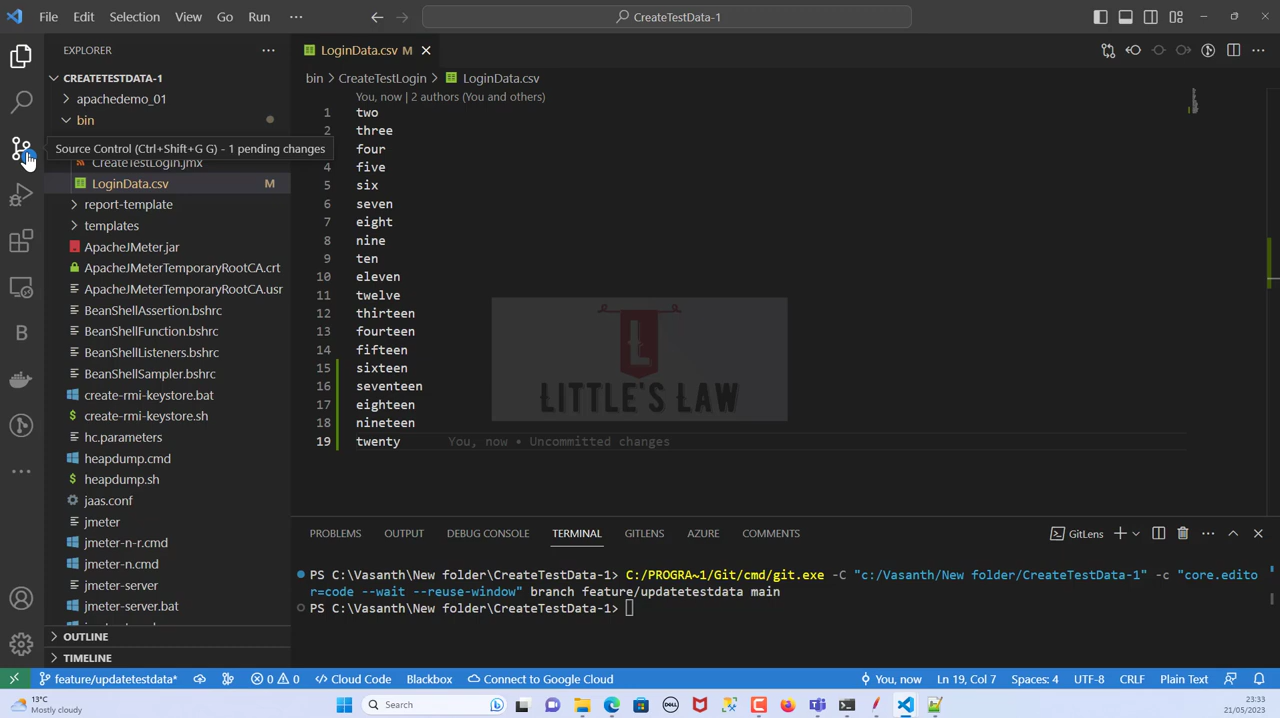 File Edit Selection View Go Run ···
CreateTestData-1
EXPLORER
CREATETESTDATA-1
apachedemo_01
bin
Source Control (Ctrl+Shift+G G) - 1 pending changes
CreateTestLogin.jmx
LoginData.csv M
report-template
templates
ApacheJMeter.jar
ApacheJMeterTemporaryRootCA.crt
ApacheJMeterTemporaryRootCA.usr
BeanShellAssertion.bshrc
BeanShellFunction.bshrc
BeanShellListeners.bshrc
BeanShellSampler.bshrc
create-rmi-keystore.bat
create-rmi-keystore.sh
hc.parameters
heapdump.cmd
heapdump.sh
jaas.conf
jmeter
jmeter-n-r.cmd
jmeter-n.cmd
jmeter-server
jmeter-server.bat
OUTLINE
TIMELINE
LoginData.csv M
bin > CreateTestLogin > LoginData.csv
You, now | 2 authors (You and others)
1 two
2 three
3 four
4 five
5 six
6 seven
7 eight
8 nine
9 ten
10 eleven
11 twelve
12 thirteen
13 fourteen
14 fifteen
15 sixteen
16 seventeen
17 eighteen
18 nineteen
19 twenty You, now • Uncommitted changes
L
LITTLE'S LAW
PROBLEMS OUTPUT DEBUG CONSOLE TERMINAL GITLENS AZURE COMMENTS GitLens
PS C:\Vasanth\New folder\CreateTestData-1> C:/PROGRA~1/Git/cmd/git.exe -C "c:/Vasanth/New folder/CreateTestData-1" -c "core.edito
r=code --wait --reuse-window" branch feature/updatetestdata main
PS C:\Vasanth\New folder\CreateTestData-1>
feature/updatetestdata* 0 0 Cloud Code Blackbox Connect to Google Cloud You, now Ln 19, Col 7 Spaces: 4 UTF-8 CRLF Plain Text
13°C
Mostly cloudy
Search
23:33
21/05/2023